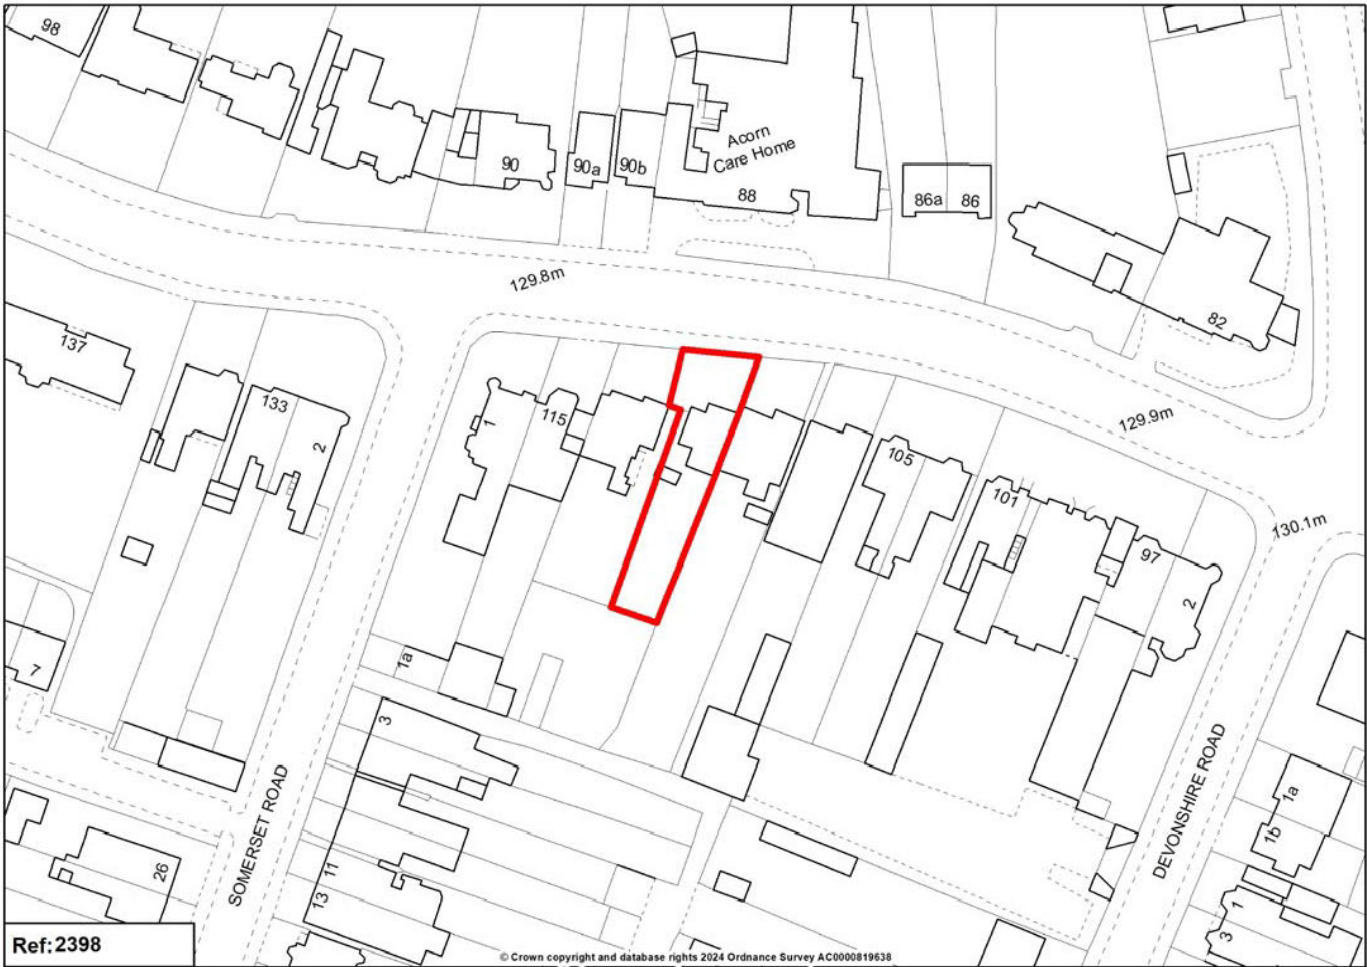 98
90
90a
90b
Acorn
Care Home
88
86a
86
82
129.8m
137
133
2
1
115
129.9m
105
101
97
2
130.1m
7
1a
3
11
13
26
SOMERSET ROAD
DEVONSHIRE ROAD
1a
1b
1
3
Ref:2398
© Crown copyright and database rights 2024 Ordnance Survey AC0000819638